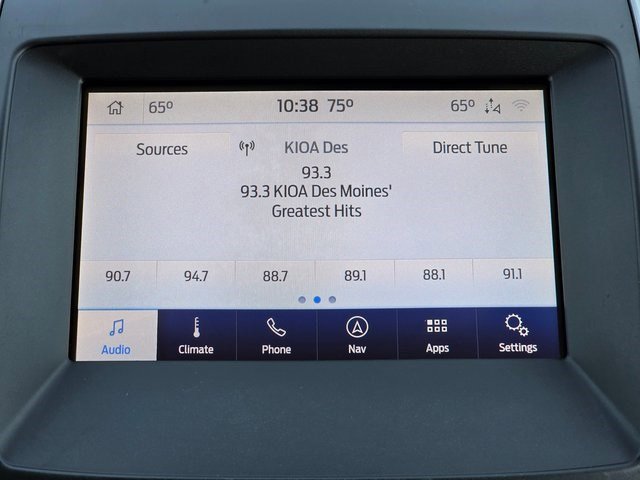 65° 10:38 75° 65°
Sources KIOA Des Direct Tune
93.3
93.3 KIOA Des Moines'
Greatest Hits
90.7 94.7 88.7 89.1 88.1 91.1
Audio Climate Phone Nav Apps Settings